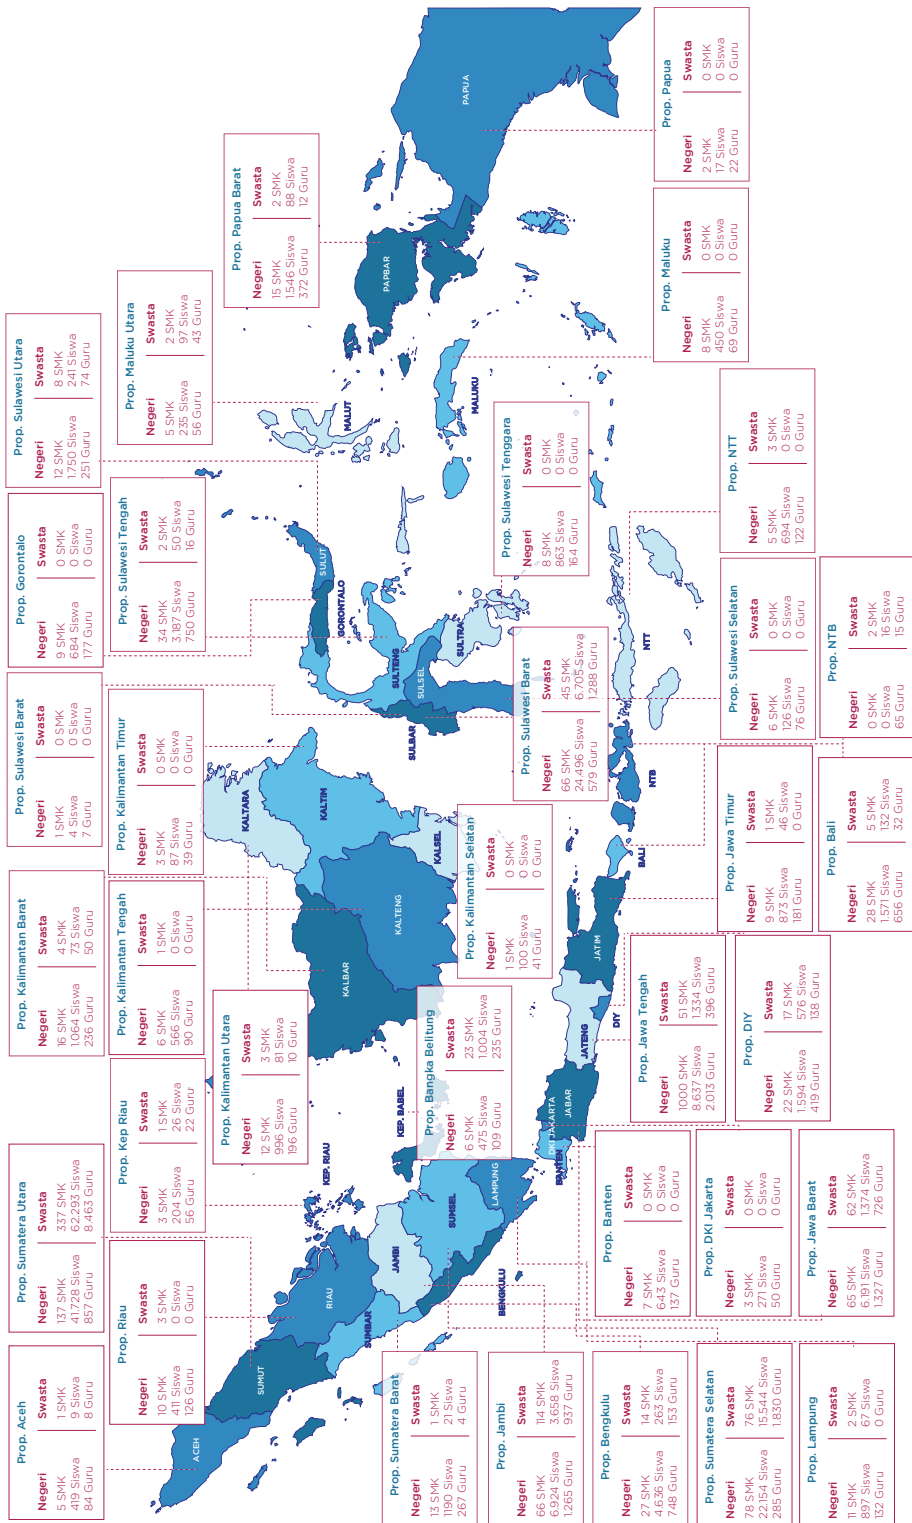 Prop. Aceh
Negeri Swasta
5 SMK 1 SMK
419 Siswa 9 Siswa
84 Guru 8 Guru
Prop. Sumatera Utara
Negeri Swasta
137 SMK 337 SMK
41.728 Siswa 62.293 Siswa
857 Guru 8.463 Guru
Prop. Kalimantan Barat
Negeri Swasta
16 SMK 4 SMK
1.064 Siswa 73 Siswa
236 Guru 50 Guru
Prop. Sulawesi Barat
Negeri Swasta
1 SMK 0 SMK
4 Siswa 0 Siswa
7 Guru 0 Guru
Prop. Gorontalo
Negeri Swasta
9 SMK 0 SMK
684 Siswa 0 Siswa
177 Guru 0 Guru
Prop. Sulawesi Utara
Negeri Swasta
12 SMK 8 SMK
1.750 Siswa 241 Siswa
251 Guru 74 Guru
Prop. Riau
Negeri Swasta
10 SMK 3 SMK
411 Siswa 0 Siswa
126 Guru 0 Guru
Prop. Kep Riau
Negeri Swasta
3 SMK 1 SMK
204 Siswa 26 Siswa
56 Guru 22 Guru
Prop. Kalimantan Tengah
Negeri Swasta
6 SMK 1 SMK
566 Siswa 0 Siswa
90 Guru 0 Guru
Prop. Kalimantan Timur
Negeri Swasta
3 SMK 0 SMK
87 Siswa 0 Siswa
39 Guru 0 Guru
Prop. Sulawesi Tengah
Negeri Swasta
34 SMK 2 SMK
3.187 Siswa 50 Siswa
750 Guru 16 Guru
Prop. Maluku Utara
Negeri Swasta
5 SMK 2 SMK
235 Siswa 97 Siswa
56 Guru 43 Guru
Prop. Kalimantan Utara
Negeri Swasta
12 SMK 3 SMK
996 Siswa 81 Siswa
196 Guru 10 Guru
Prop. Papua Barat
Negeri Swasta
15 SMK 2 SMK
1.546 Siswa 88 Siswa
372 Guru 12 Guru
ACEH
SUMUT
RIAU
KEP. RIAU
SUMBAR
JAMBI
SUMSEL
BENGKULU
LAMPUNG
KEP. BABEL
KALTARA
KALTIM
KALBAR
KALTENG
KALSEL
SULUT
GORONTALO
SULTENG
SULSEL
SULBAR
SULTRA
MALUT
MALUKU
PAPBAR
PAPUA
BANTEN
DKI JAKARTA
JABAR
JATENG
DIY
JATIM
BALI
NTB
NTT
Prop. Sumatera Barat
Negeri Swasta
13 SMK 1 SMK
1190 Siswa 21 Siswa
267 Guru 4 Guru
Prop. Bangka Belitung
Negeri Swasta
6 SMK 23 SMK
475 Siswa 1.004 Siswa
109 Guru 235 Guru
Prop. Kalimantan Selatan
Negeri Swasta
1 SMK 0 SMK
100 Siswa 0 Siswa
41 Guru 0 Guru
Prop. Sulawesi Barat
Negeri Swasta
66 SMK 45 SMK
24.496 Siswa 6.705 Siswa
579 Guru 1.288 Guru
Prop. Sulawesi Tenggara
Negeri Swasta
8 SMK 0 SMK
863 Siswa 0 Siswa
164 Guru 0 Guru
Prop. Jambi
Negeri Swasta
66 SMK 114 SMK
6.924 Siswa 3.658 Siswa
1.265 Guru 937 Guru
Prop. Bengkulu
Negeri Swasta
27 SMK 14 SMK
4.636 Siswa 263 Siswa
748 Guru 153 Guru
Prop. Banten
Negeri Swasta
7 SMK 0 SMK
643 Siswa 0 Siswa
137 Guru 0 Guru
Prop. Jawa Tengah
Negeri Swasta
1000 SMK 51 SMK
8.637 Siswa 1.334 Siswa
2.013 Guru 396 Guru
Prop. Maluku
Negeri Swasta
8 SMK 0 SMK
450 Siswa 0 Siswa
69 Guru 0 Guru
Prop. Papua
Negeri Swasta
2 SMK 0 SMK
17 Siswa 0 Siswa
22 Guru 0 Guru
Prop. Sumatera Selatan
Negeri Swasta
78 SMK 76 SMK
22.154 Siswa 15.544 Siswa
285 Guru 1.830 Guru
Prop. DKI Jakarta
Negeri Swasta
3 SMK 0 SMK
271 Siswa 0 Siswa
50 Guru 0 Guru
Prop. DIY
Negeri Swasta
22 SMK 17 SMK
1.594 Siswa 576 Siswa
419 Guru 138 Guru
Prop. Jawa Timur
Negeri Swasta
9 SMK 1 SMK
873 Siswa 46 Siswa
181 Guru 0 Guru
Prop. Sulawesi Selatan
Negeri Swasta
6 SMK 0 SMK
126 Siswa 0 Siswa
76 Guru 0 Guru
Prop. NTT
Negeri Swasta
5 SMK 3 SMK
694 Siswa 0 Siswa
122 Guru 0 Guru
Prop. Lampung
Negeri Swasta
11 SMK 2 SMK
897 Siswa 67 Siswa
132 Guru 0 Guru
Prop. Jawa Barat
Negeri Swasta
65 SMK 62 SMK
6.191 Siswa 1.374 Siswa
1.327 Guru 726 Guru
Prop. Bali
Negeri Swasta
28 SMK 5 SMK
1.571 Siswa 132 Siswa
656 Guru 32 Guru
Prop. NTB
Negeri Swasta
0 SMK 2 SMK
0 Siswa 16 Siswa
65 Guru 15 Guru